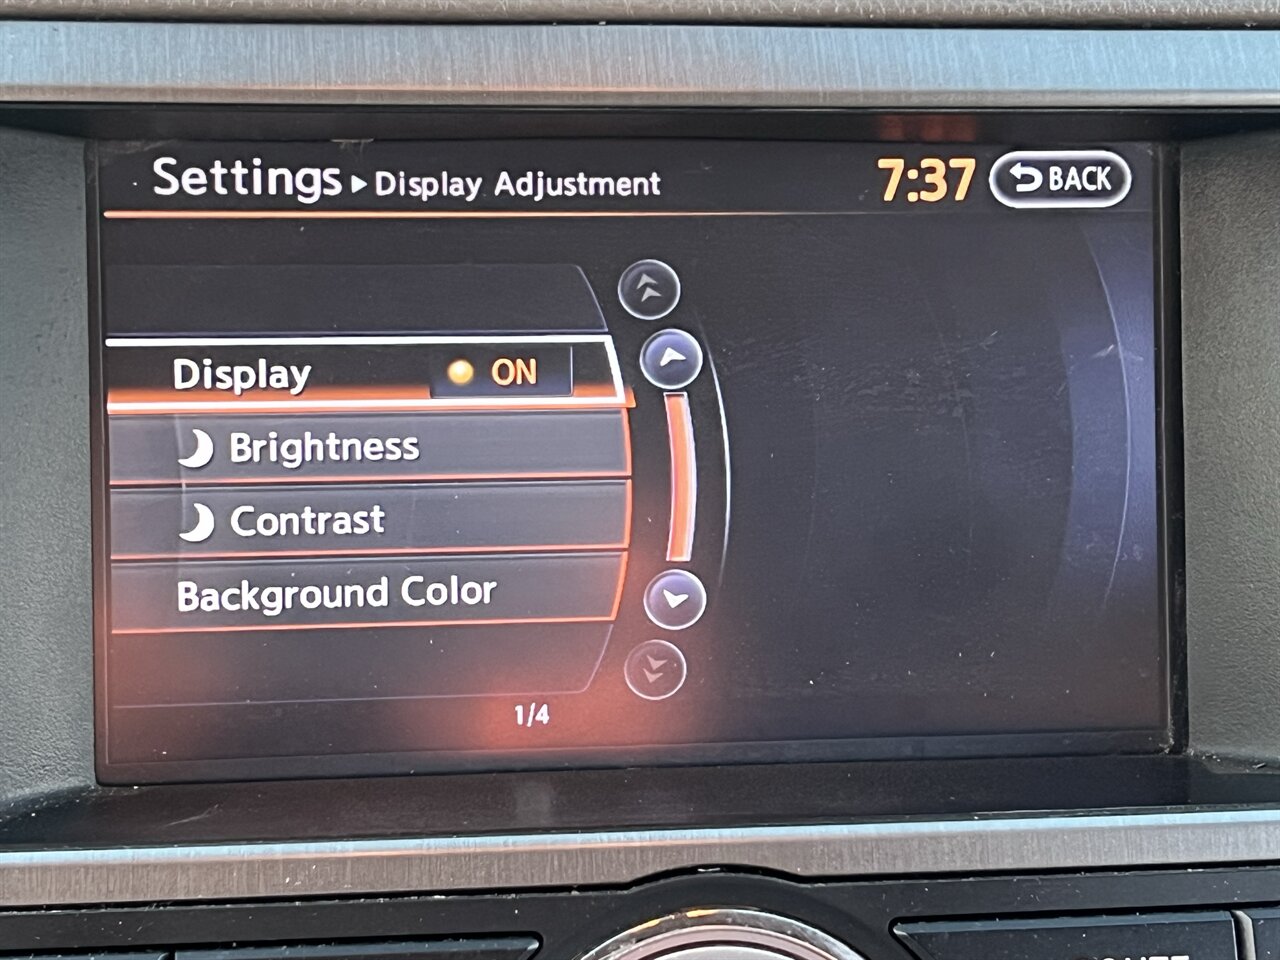 Settings ▸ Display Adjustment 7:37 BACK
Display ON
Brightness
Contrast
Background Color
1/4